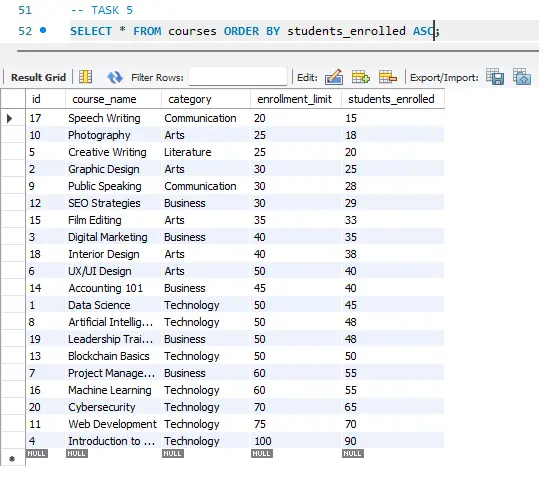 51 -- TASK 5
52 SELECT * FROM courses ORDER BY students_enrolled ASC;
Result Grid Filter Rows: Edit: Export/Import:
id course_name category enrollment_limit students_enrolled
17 Speech Writing Communication 20 15
10 Photography Arts 25 18
5 Creative Writing Literature 25 20
2 Graphic Design Arts 30 25
9 Public Speaking Communication 30 28
12 SEO Strategies Business 30 29
15 Film Editing Arts 35 33
3 Digital Marketing Business 40 35
18 Interior Design Arts 40 38
6 UX/UI Design Arts 50 40
14 Accounting 101 Business 45 40
1 Data Science Technology 50 45
8 Artificial Intellig... Technology 50 48
19 Leadership Trai... Business 50 48
13 Blockchain Basics Technology 50 50
7 Project Manage... Business 60 55
16 Machine Learning Technology 60 55
20 Cybersecurity Technology 70 65
11 Web Development Technology 75 70
4 Introduction to ... Technology 100 90
NULL NULL NULL NULL NULL